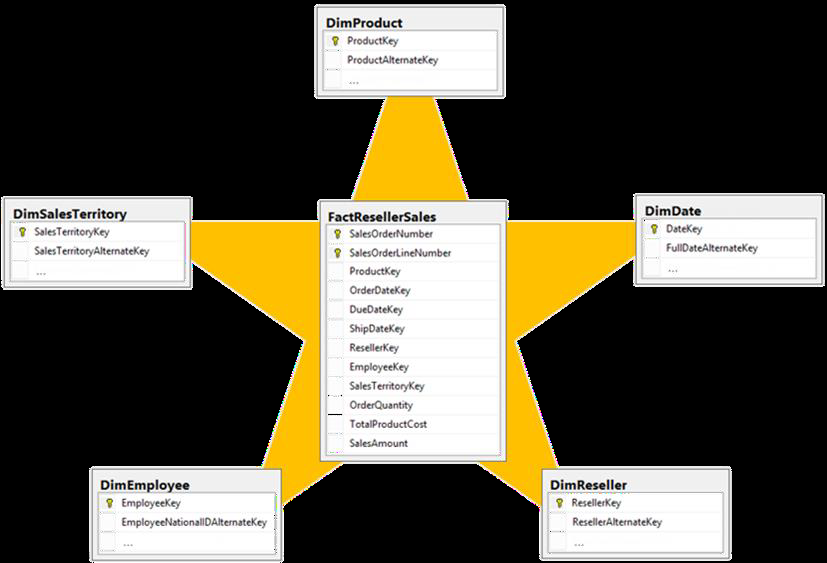 DimProduct
ProductKey
ProductAlternateKey
...
DimSalesTerritory
SalesTerritoryKey
SalesTerritoryAlternateKey
...
FactResellerSales
SalesOrderNumber
SalesOrderLineNumber
ProductKey
OrderDateKey
DueDateKey
ShipDateKey
ResellerKey
EmployeeKey
SalesTerritoryKey
OrderQuantity
TotalProductCost
SalesAmount
DimDate
DateKey
FullDateAlternateKey
...
DimEmployee
EmployeeKey
EmployeeNationalIDAlternateKey
...
DimReseller
ResellerKey
ResellerAlternateKey
...